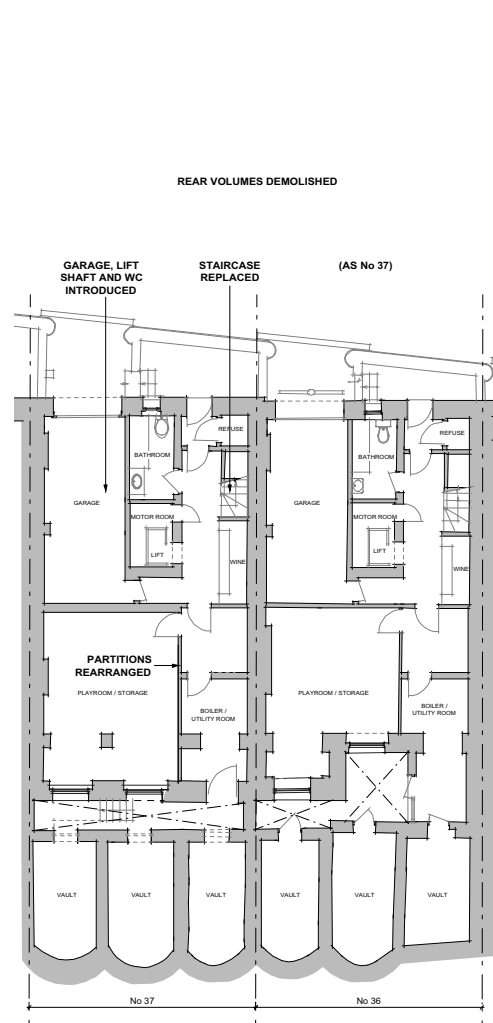 REAR VOLUMES DEMOLISHED
GARAGE, LIFT
SHAFT AND WC
INTRODUCED
STAIRCASE
REPLACED
(AS No 37)
REFUSE
BATHROOM
GARAGE
MOTOR ROOM
LIFT
WINE
REFUSE
BATHROOM
GARAGE
MOTOR ROOM
LIFT
WINE
PARTITIONS
REARRANGED
PLAYROOM / STORAGE
BOILER /
UTILITY ROOM
PLAYROOM / STORAGE
BOILER /
UTILITY ROOM
VAULT
VAULT
VAULT
VAULT
VAULT
VAULT
No 37
No 36